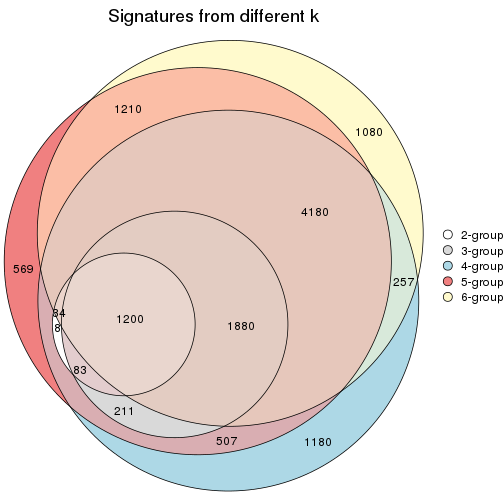 Signatures from different k
1210
1080
4180
2-group
3-group
4-group
5-group
6-group
569
257
34
8
1200
1880
83
211
507
1180